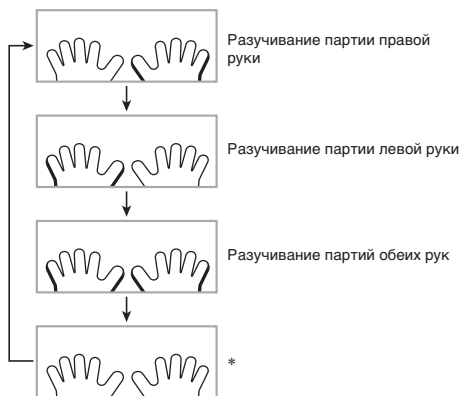 Разучивание партии правой
руки
Разучивание партии левой руки
Разучивание партий обеих рук
*